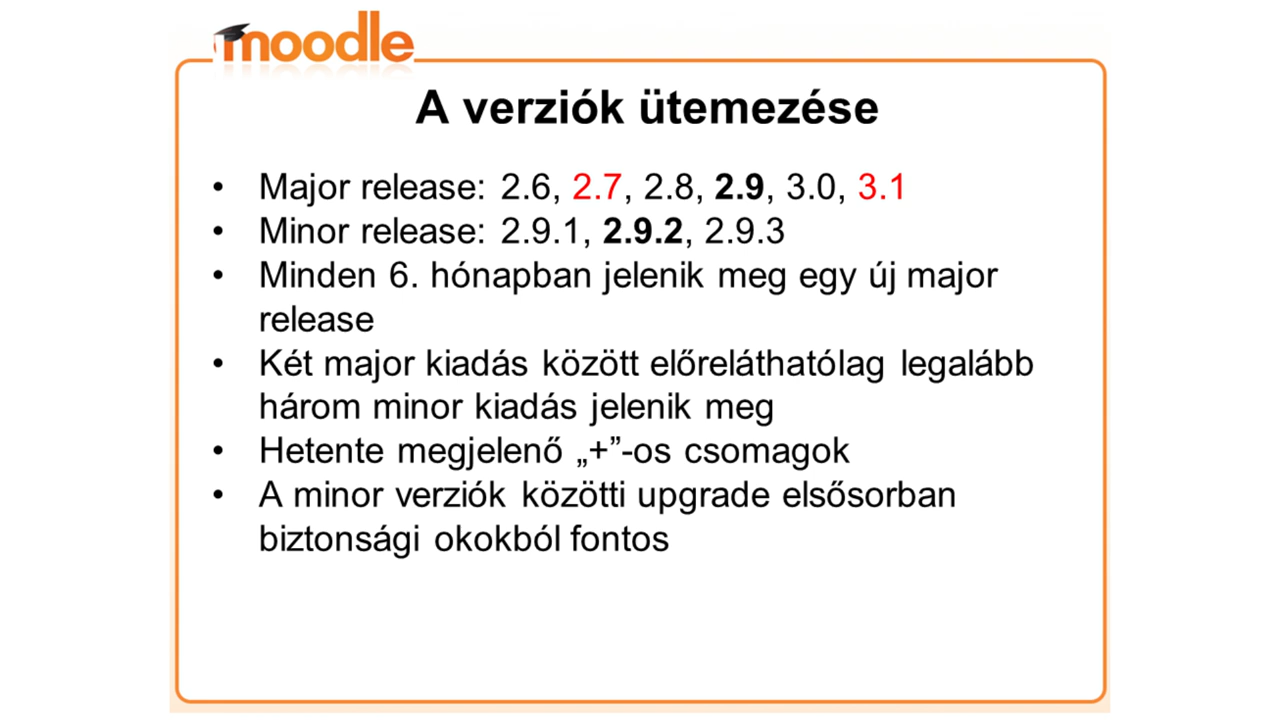 moodle
A verziók ütemezése
• Major release: 2.6, 2.7, 2.8, 2.9, 3.0, 3.1
• Minor release: 2.9.1, 2.9.2, 2.9.3
• Minden 6. hónapban jelenik meg egy új major
release
• Két major kiadás között előreláthatólag legalább
három minor kiadás jelenik meg
• Hetente megjelenő „+”-os csomagok
• A minor verziók közötti upgrade elsősorban
biztonsági okokból fontos